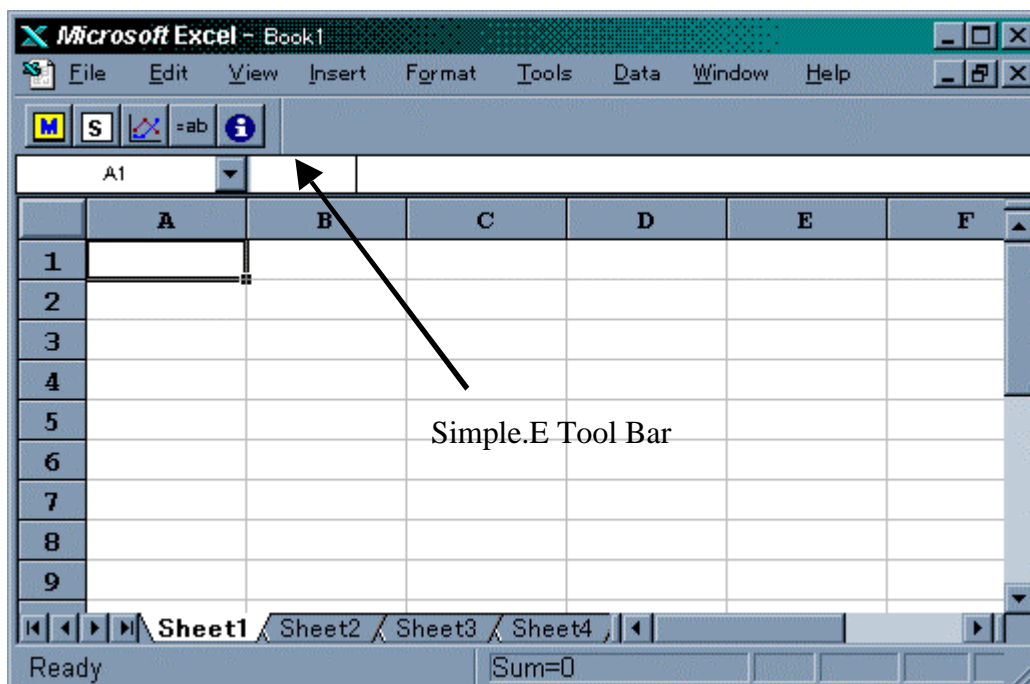 Microsoft Excel - Book1
File Edit View Insert Format Tools Data Window Help
M S =ab i
A1
A B C D E F
1
2
3
4
5
Simple.E Tool Bar
6
7
8
9
Sheet1 Sheet2 Sheet3 Sheet4
Ready Sum=0